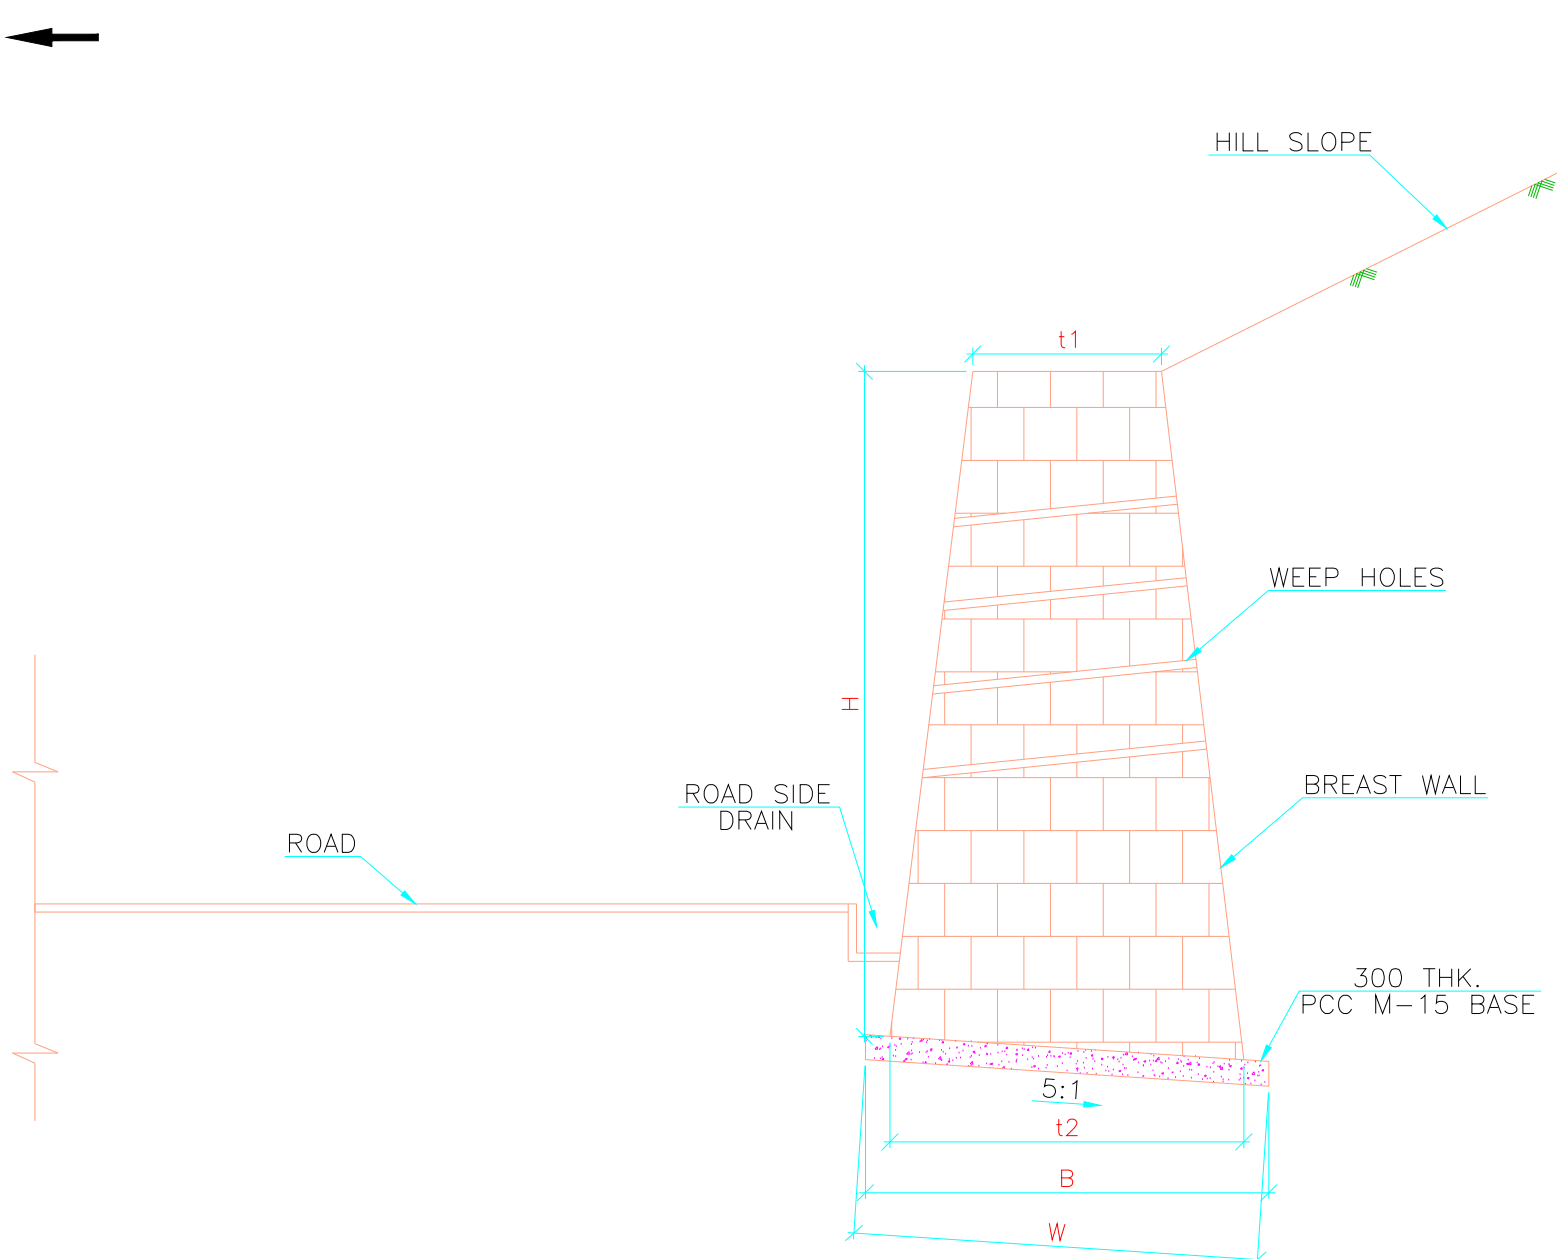 HILL SLOPE
t1
WEEP HOLES
H
BREAST WALL
ROAD SIDE
DRAIN
ROAD
300 THK.
PCC M-15 BASE
5:1
t2
B
W